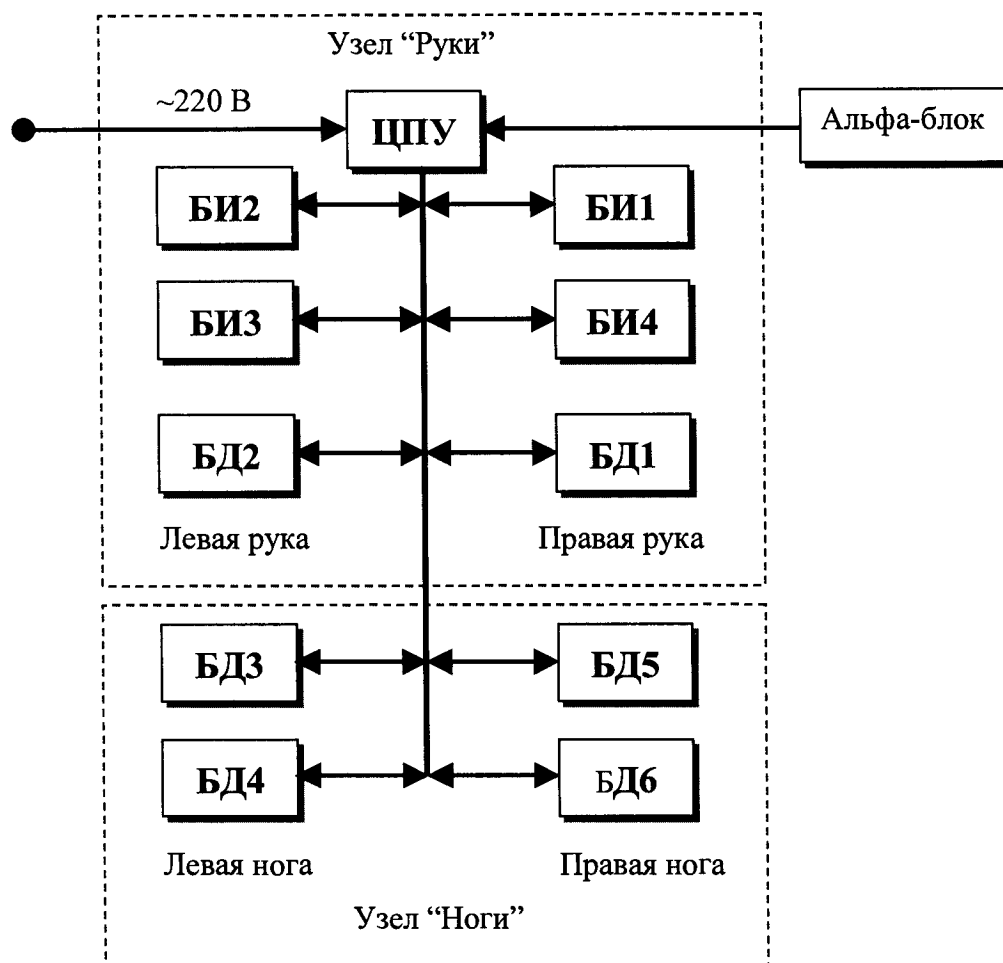 Узел “Руки”
~220 В
ЦПУ
Альфа-блок
БИ2
БИ1
БИ3
БИ4
БД2
БД1
Левая рука
Правая рука
БД3
БД5
БД4
БД6
Левая нога
Правая нога
Узел “Ноги”